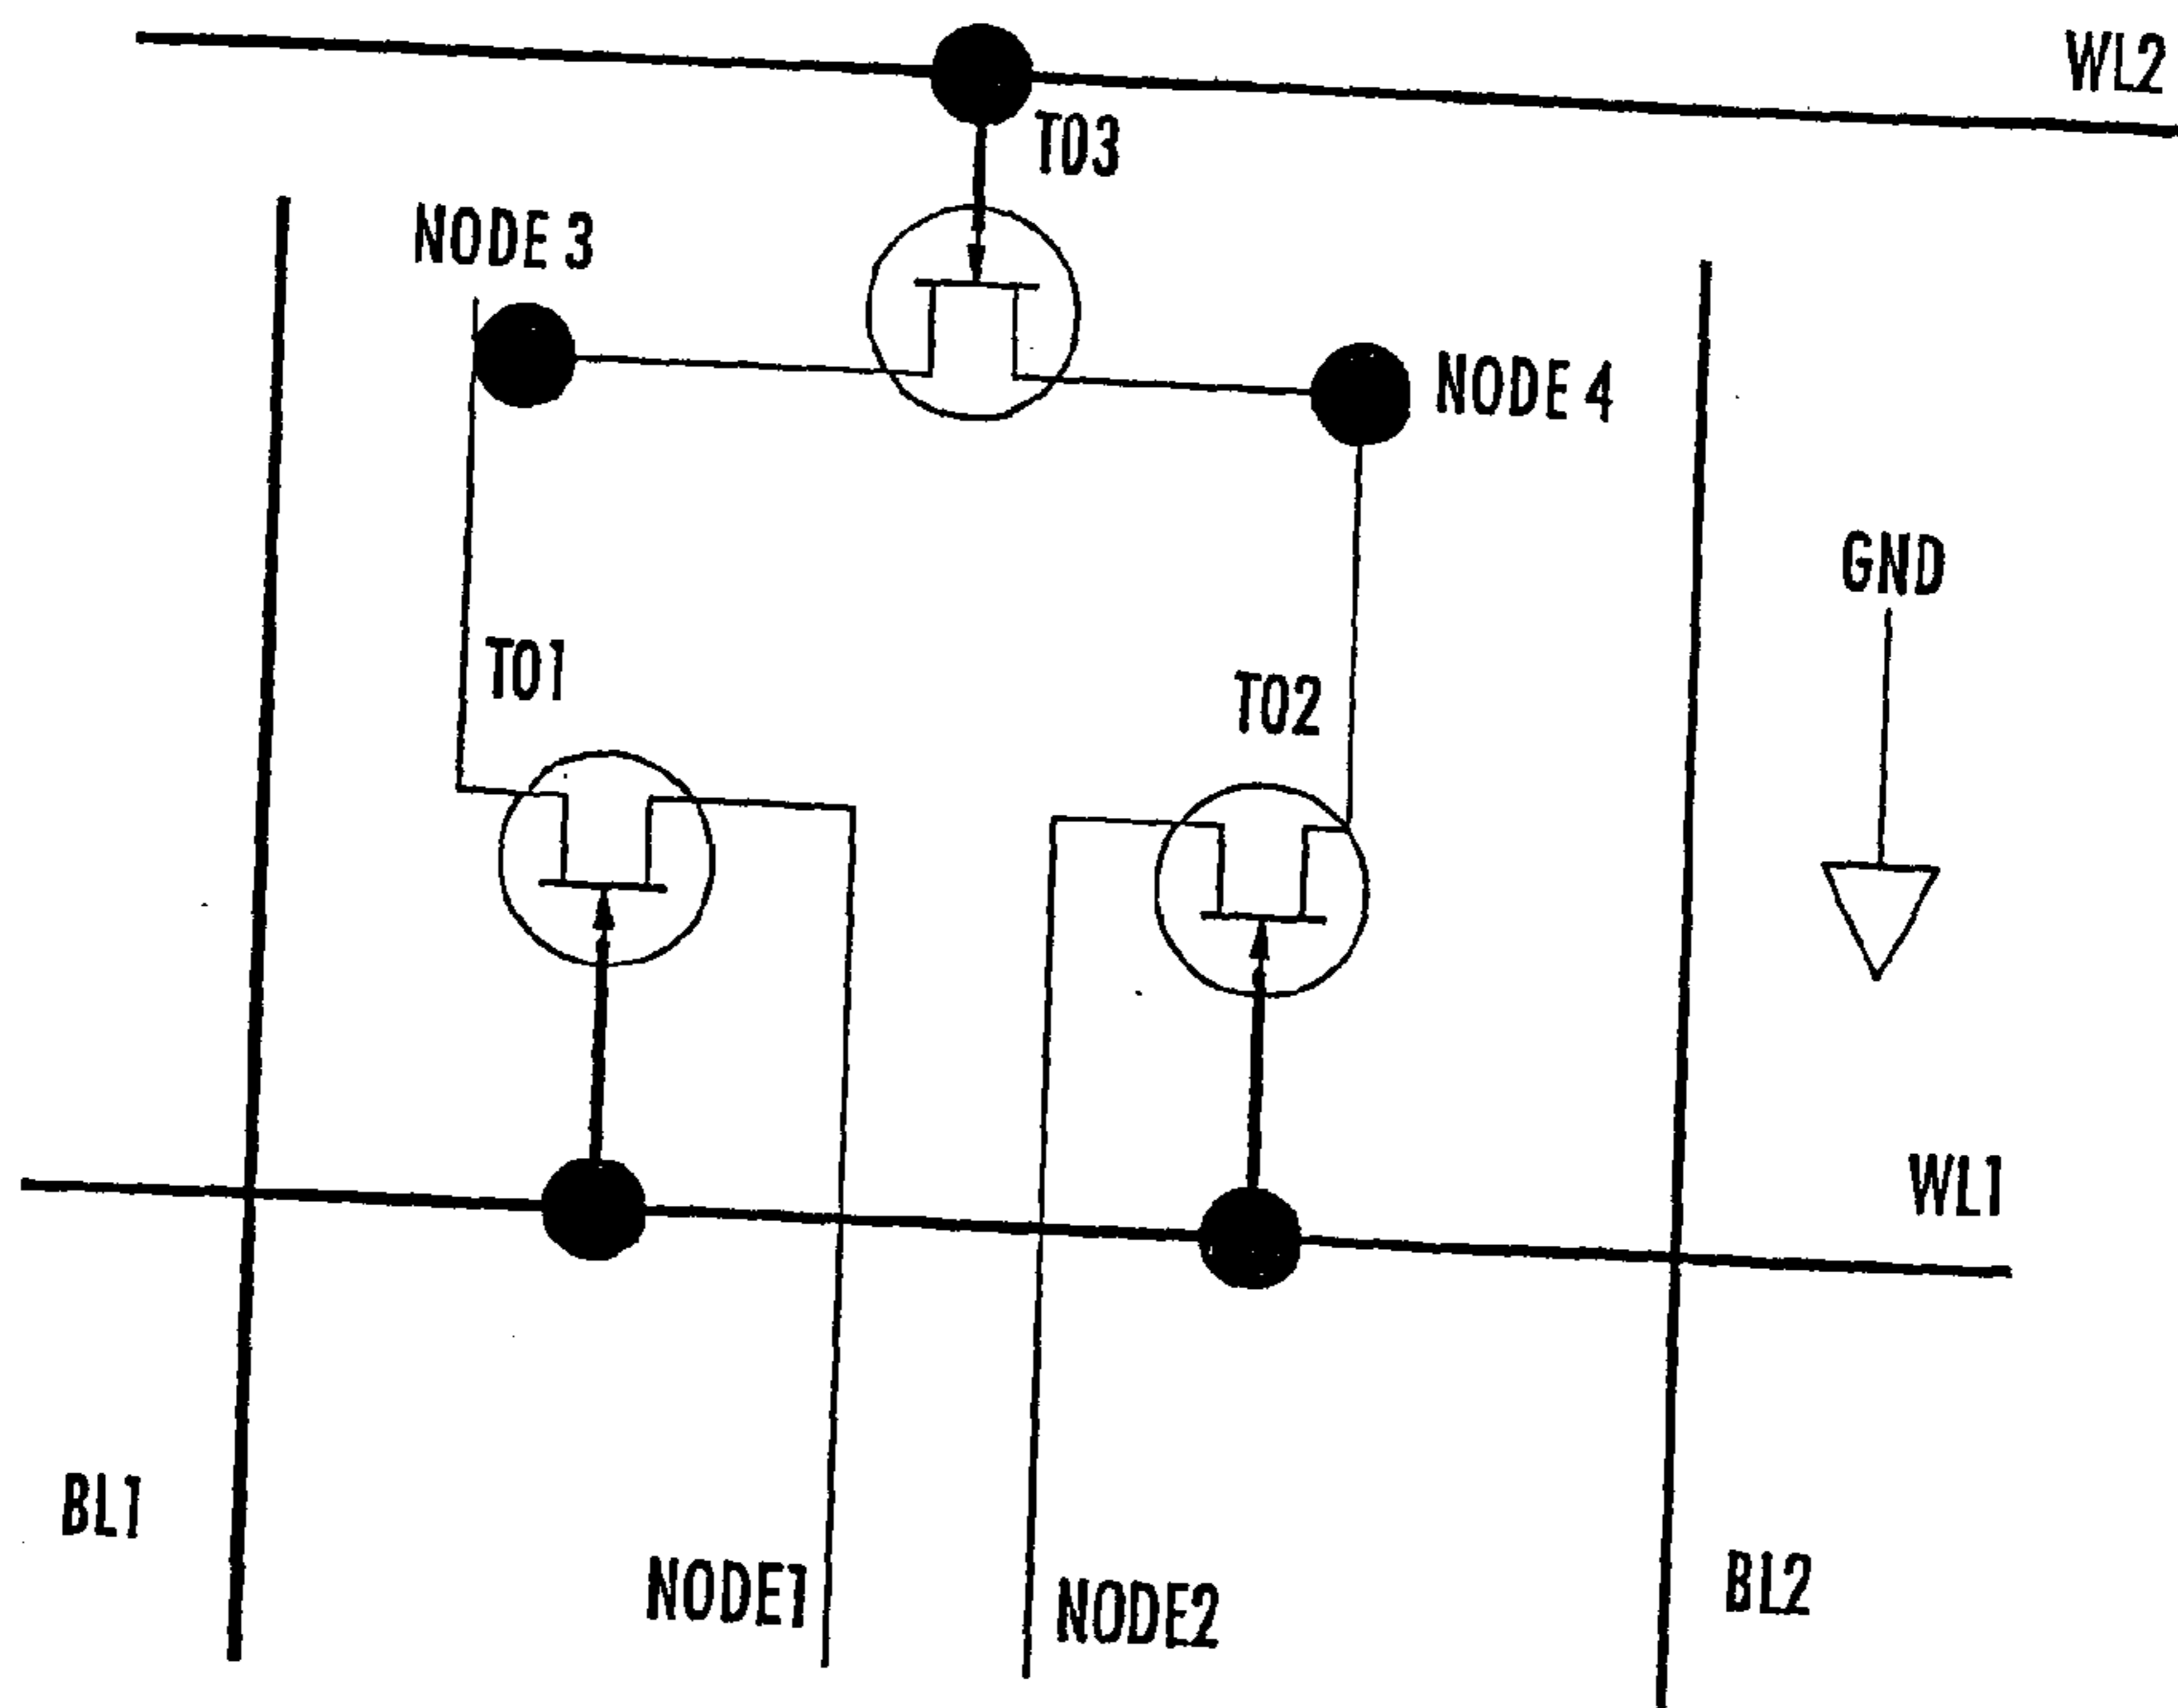 WL2
T03
NODE 3
NODE 4
GND
T01
T02
WL1
BL1
NODE1
NODE2
BL2